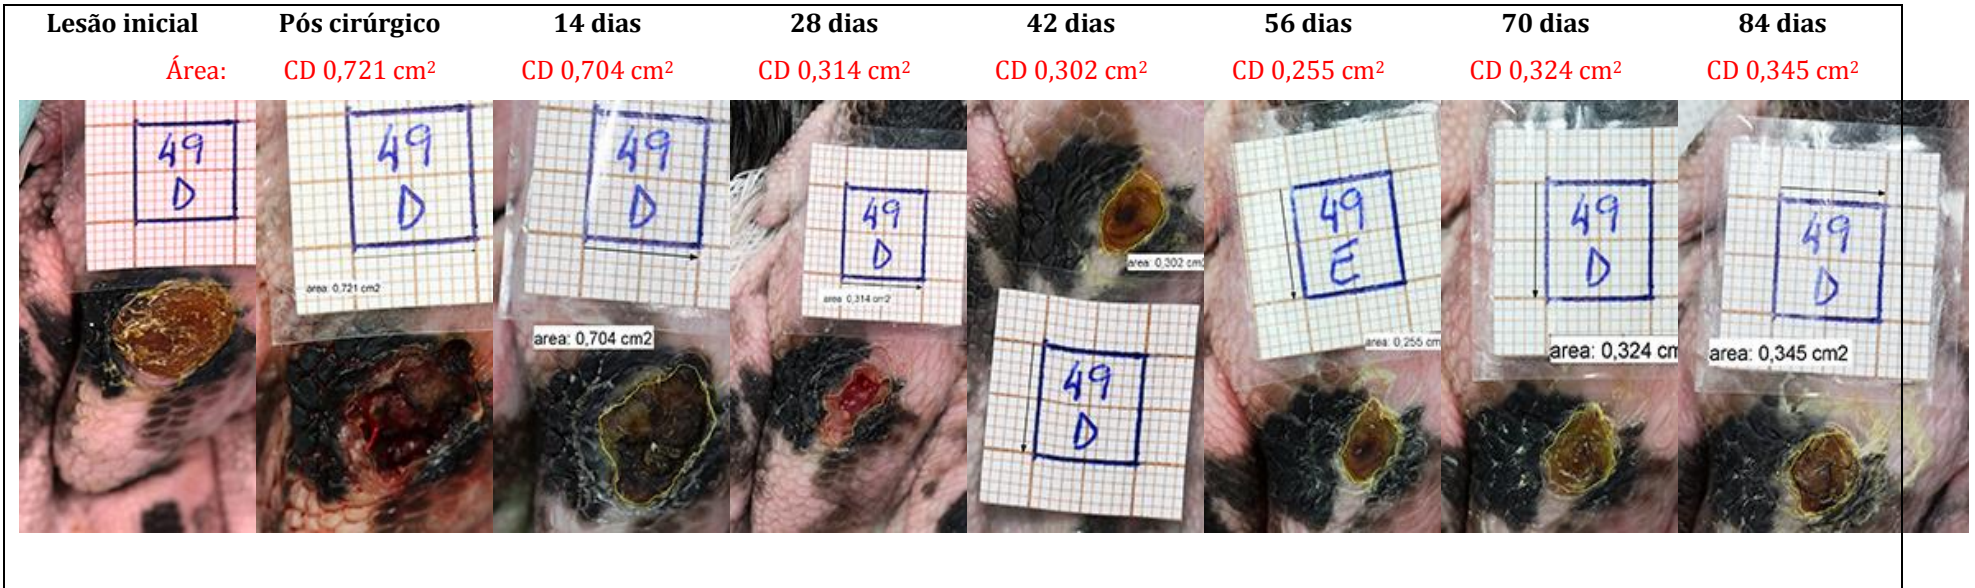 Lesão inicial Pós cirúrgico 14 dias 28 dias 42 dias 56 dias 70 dias 84 dias
Área: CD 0,721 cm² CD 0,704 cm² CD 0,314 cm² CD 0,302 cm² CD 0,255 cm² CD 0,324 cm² CD 0,345 cm²
49
D
49
D
area: 0,721 cm2
49
D
area: 0,704 cm2
49
D
area: 0,314 cm2
area: 0,302 cm2
49
D
49
E
area: 0,255 cm
49
D
area: 0,324 cm
49
D
area: 0,345 cm2